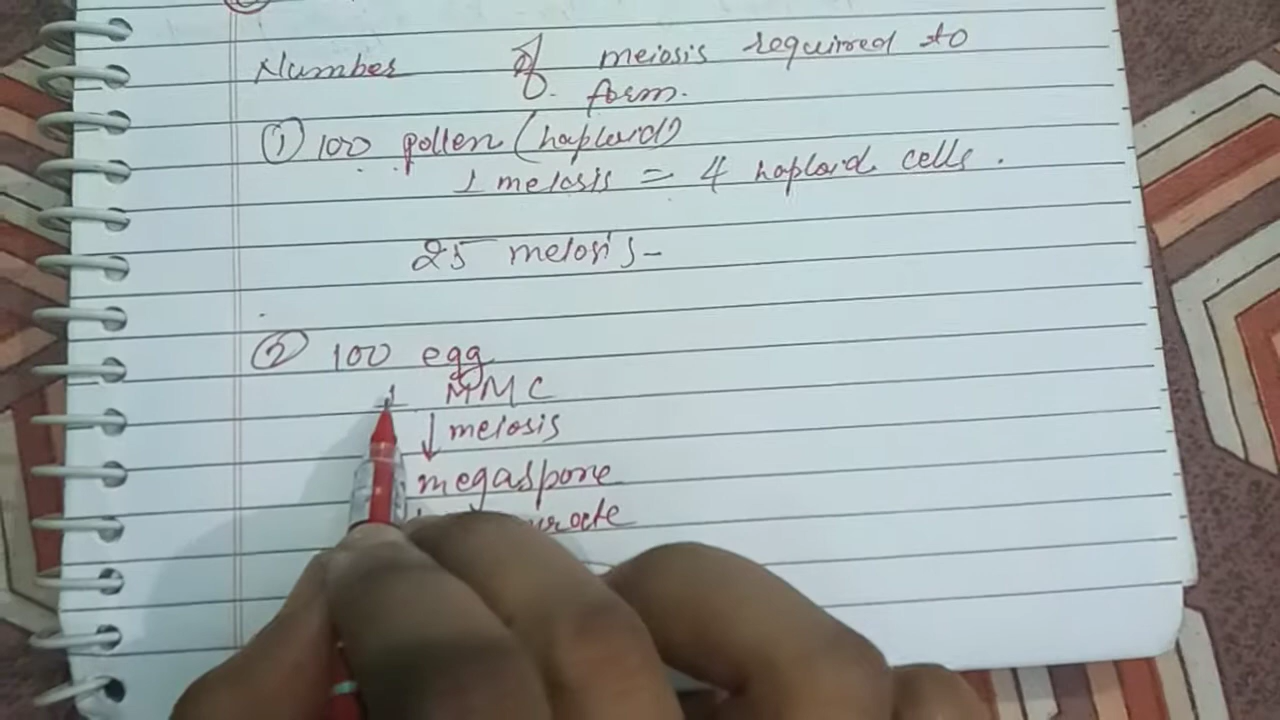 Number of meiosis required to
form.
① 100 pollen (haploid)
1 meiosis = 4 haploid cells.
25 meiosis-
② 100 egg
1 MMC
↓ meiosis
megaspore